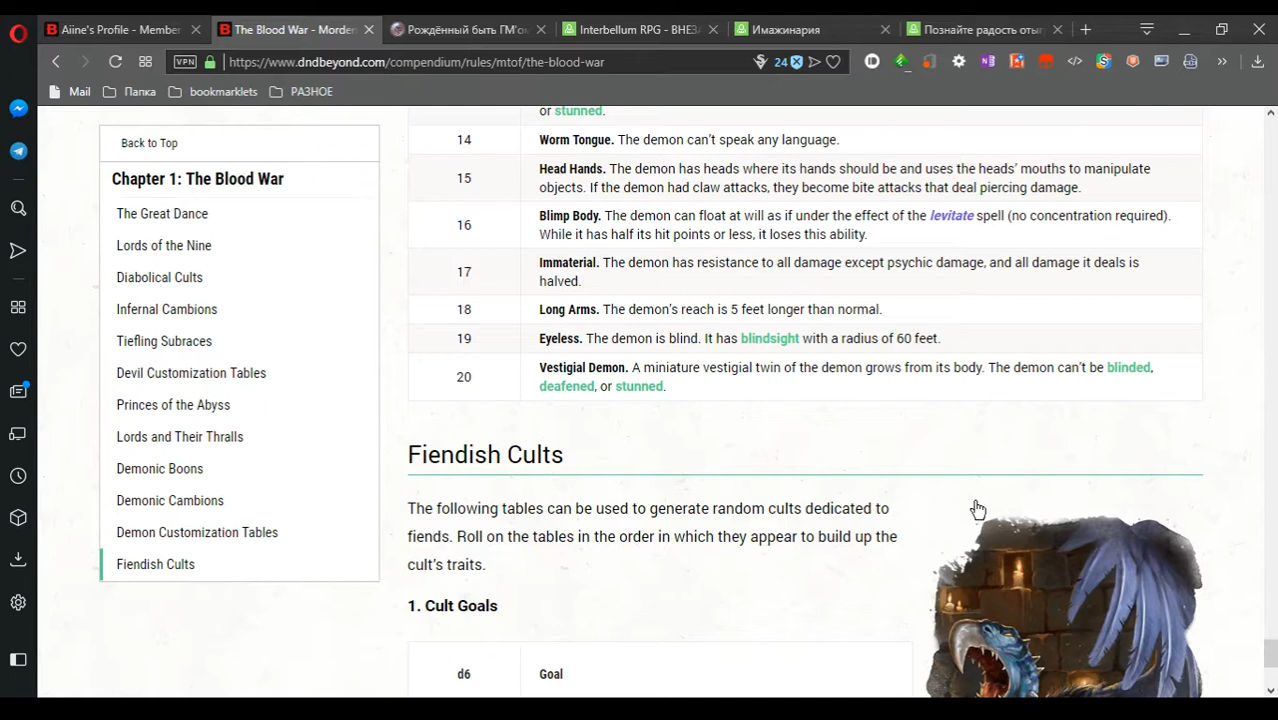 Aiine's Profile - Member
The Blood War - Morden
Рождённый быть ГМ'о
Interbellum RPG - ВНЕЗ
Имажинария
Познайте радость отыг
VPN
https://www.dndbeyond.com/compendium/rules/mtof/the-blood-war
24
Mail
Папка
bookmarklets
РАЗНОЕ
Back to Top
Chapter 1: The Blood War
The Great Dance
Lords of the Nine
Diabolical Cults
Infernal Cambions
Tiefling Subraces
Devil Customization Tables
Princes of the Abyss
Lords and Their Thralls
Demonic Boons
Demonic Cambions
Demon Customization Tables
Fiendish Cults
or stunned.
14 Worm Tongue. The demon can't speak any language.
15 Head Hands. The demon has heads where its hands should be and uses the heads' mouths to manipulate
objects. If the demon had claw attacks, they become bite attacks that deal piercing damage.
16 Blimp Body. The demon can float at will as if under the effect of the levitate spell (no concentration required).
While it has half its hit points or less, it loses this ability.
17 Immaterial. The demon has resistance to all damage except psychic damage, and all damage it deals is
halved.
18 Long Arms. The demon's reach is 5 feet longer than normal.
19 Eyeless. The demon is blind. It has blindsight with a radius of 60 feet.
20 Vestigial Demon. A miniature vestigial twin of the demon grows from its body. The demon can't be blinded,
deafened, or stunned.
Fiendish Cults
The following tables can be used to generate random cults dedicated to
fiends. Roll on the tables in the order in which they appear to build up the
cult's traits.
1. Cult Goals
d6 Goal